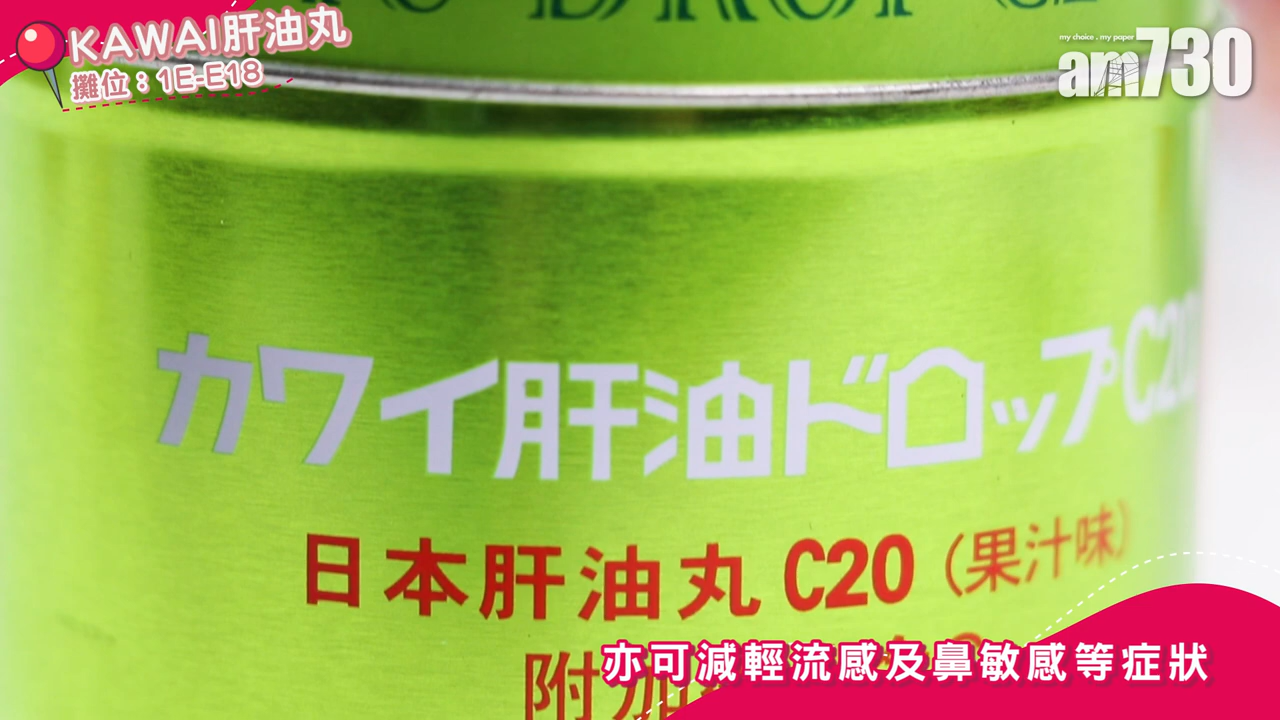 KAWAI肝油丸
攤位：1E-E18
my choice . my paper
am730
カワイ肝油ドロップC20
日本肝油丸 C20（果汁味）
附加
亦可減輕流感及鼻敏感等症狀